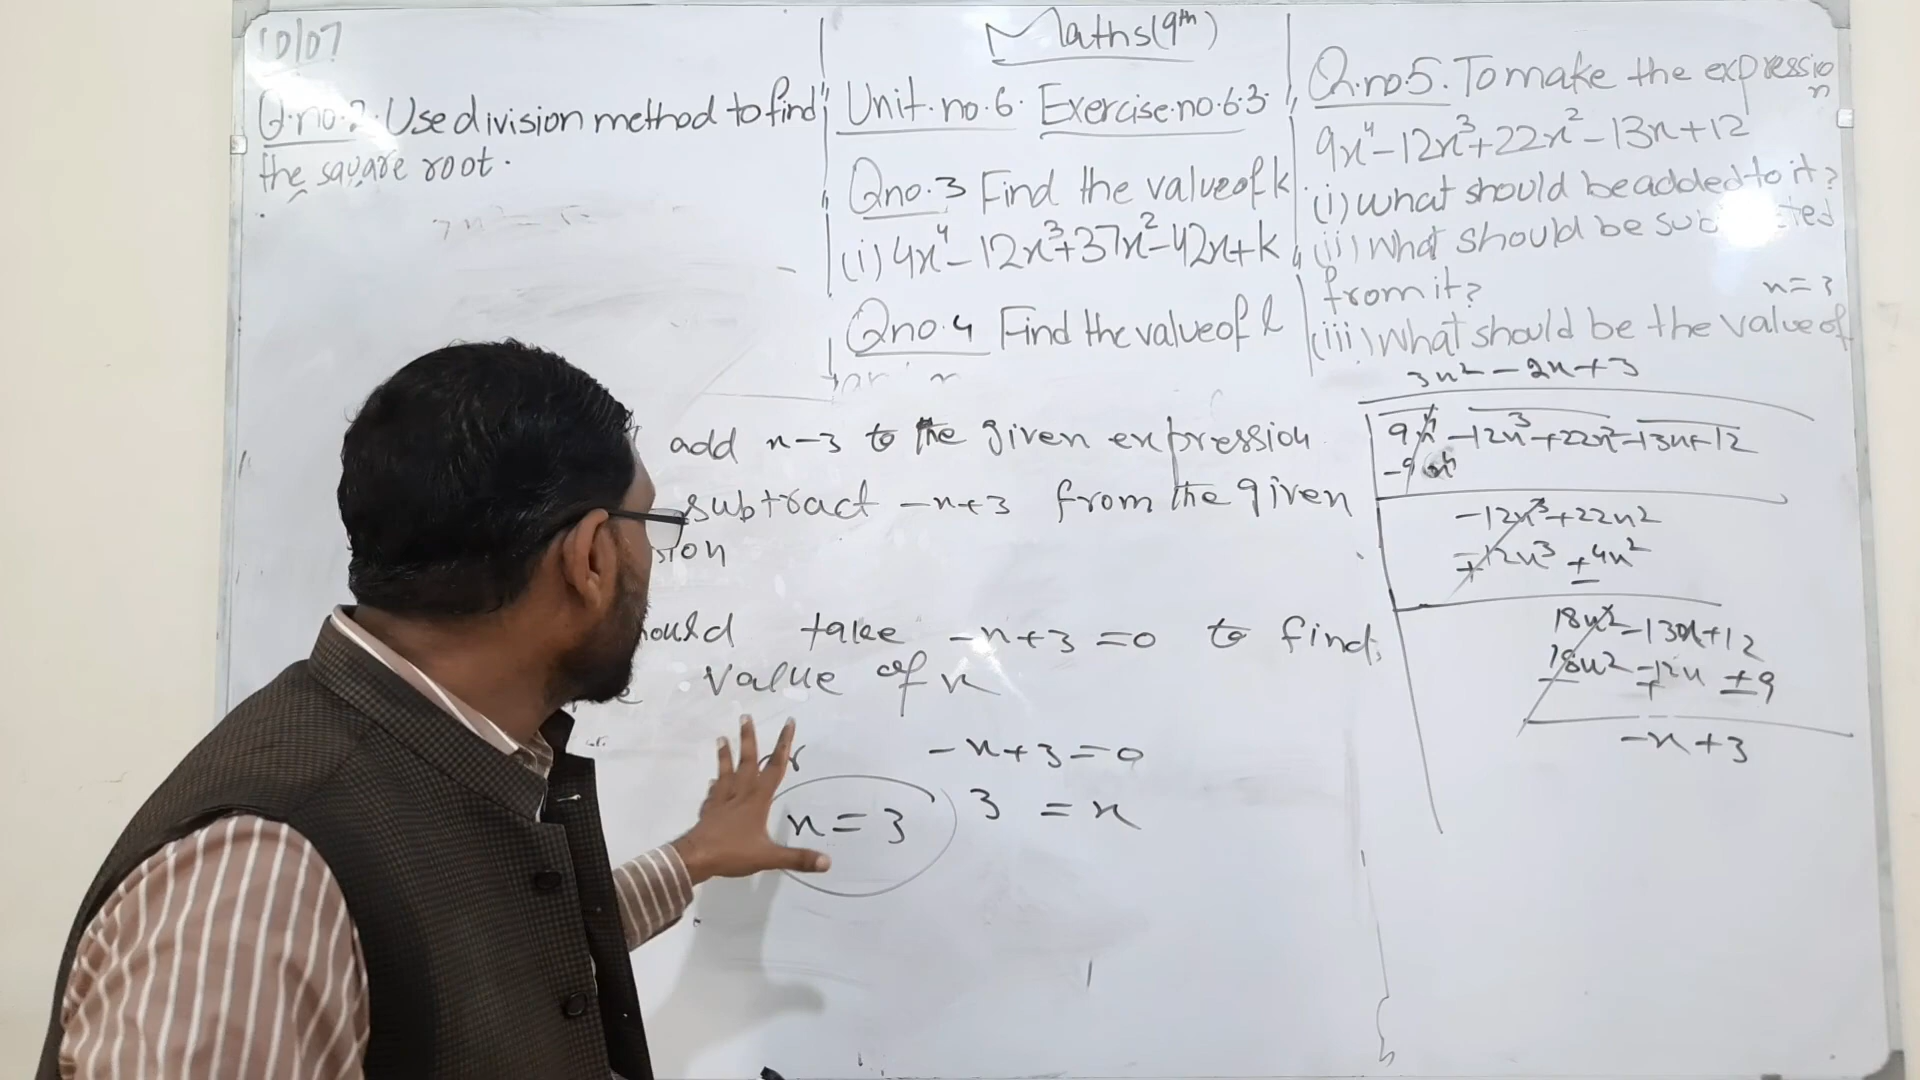 10/07
Maths (9th)
Q.no.2. Use division method to find
the square root.
Unit.no.6. Exercise.no.6.3.
Qno.3 Find the value of k
(i) 4x⁴ - 12x³ + 37x² - 42x + k
Qno.4 Find the value of l
Q.no.5. To make the expression
9x⁴ - 12x³ + 22x² - 13x + 12
(i) what should be added to it?
(ii) What should be subtracted
from it?
x = 3
(iii) What should be the value of
add x - 3 to the given expression
subtract -x + 3 from the given
take -x + 3 = 0 to find
value of x
-x + 3 = 0
3 = x
x = 3
3x² - 2x + 3
9x⁴ - 12x³ + 22x² - 13x + 12
-12x³ + 22x²
∓12x³ ± 4x²
18x² - 13x + 12
18x² - 12x ± 9
-x + 3